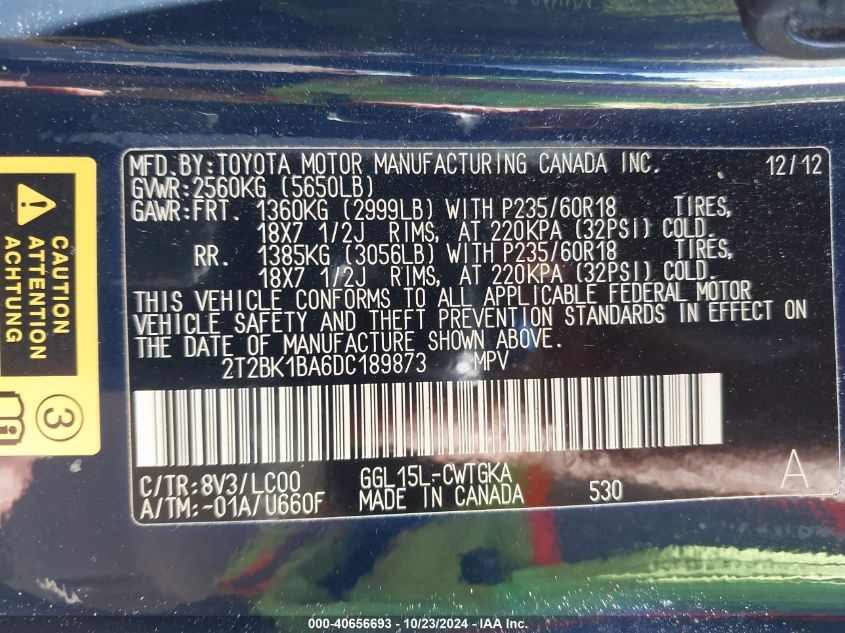 MFD.BY:TOYOTA MOTOR MANUFACTURING CANADA INC. 12/12
GVWR:2560KG (5650LB)
GAWR:FRT. 1360KG (2999LB) WITH P235/60R18 TIRES,
18X7 1/2J RIMS, AT 220KPA (32PSI) COLD.
RR. 1385KG (3056LB) WITH P235/60R18 TIRES,
18X7 1/2J RIMS, AT 220KPA (32PSI) COLD.
THIS VEHICLE CONFORMS TO ALL APPLICABLE FEDERAL MOTOR
VEHICLE SAFETY AND THEFT PREVENTION STANDARDS IN EFFECT ON
THE DATE OF MANUFACTURE SHOWN ABOVE.
2T2BK1BA6DC189873 MPV
C/TR:8V3/LC00 GGL15L-CWTGKA A
A/TM:-01A/U660F MADE IN CANADA 530
CAUTION
ATTENTION
ACHTUNG
3
000-40656693 - 10/23/2024 - IAA Inc.